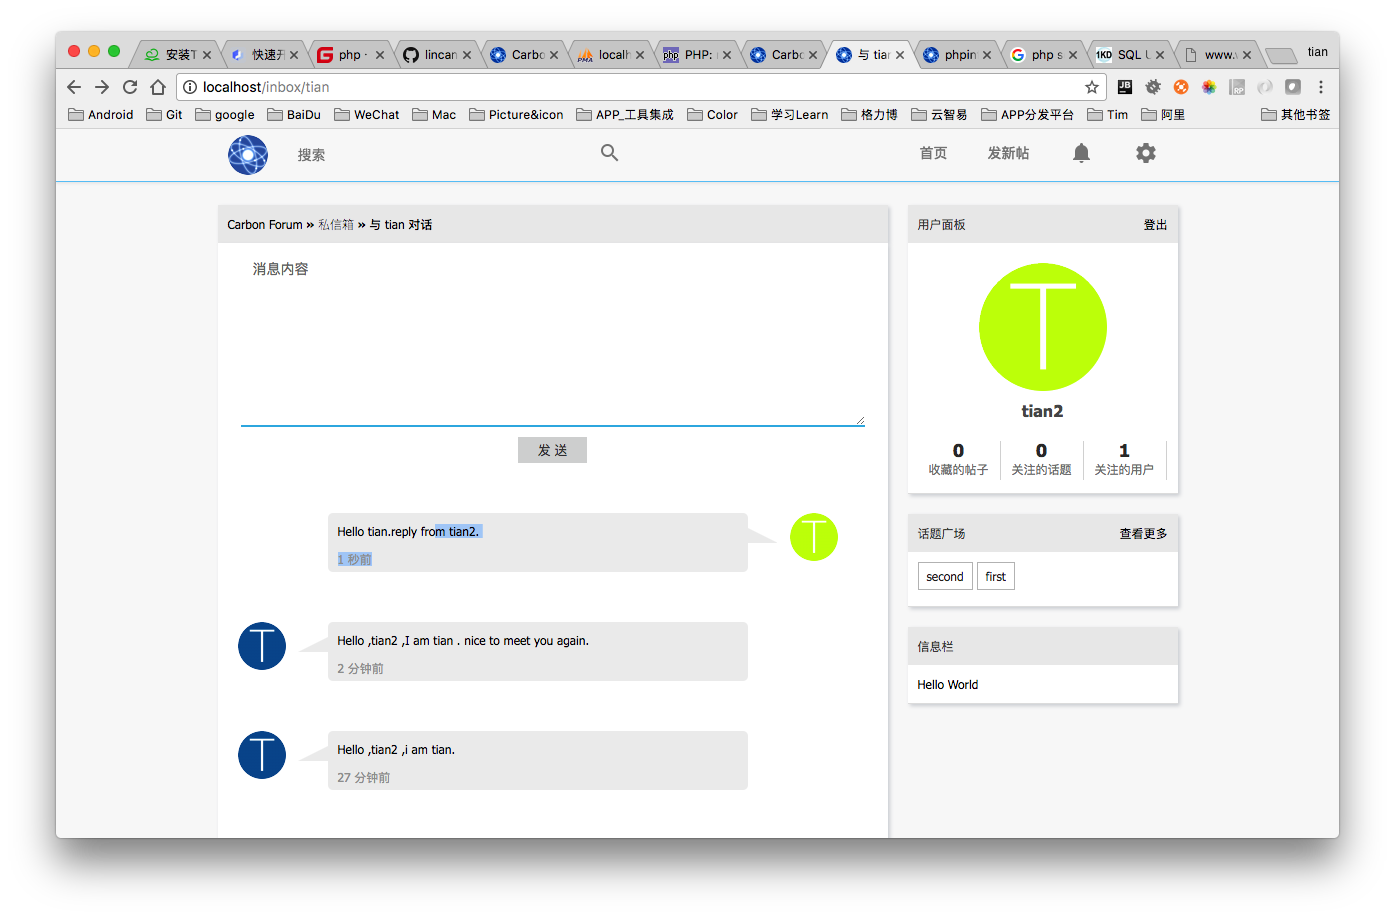 安装T
快速开
php ·
lincan
Carbo
localh
PHP: 
Carbo
与 tian
phpin
php s
1KD SQL U
www.
tian
localhost/inbox/tian
Android
Git
google
BaiDu
WeChat
Mac
Picture&icon
APP_工具集成
Color
学习Learn
格力博
云智易
APP分发平台
Tim
阿里
其他书签
搜索
首页
发新帖
Carbon Forum » 私信箱 » 与 tian 对话
消息内容
发 送
Hello tian.reply from tian2.
1 秒前
T
T
Hello ,tian2 ,I am tian . nice to meet you again.
2 分钟前
T
Hello ,tian2 ,i am tian.
27 分钟前
用户面板
登出
T
tian2
0
收藏的帖子
0
关注的话题
1
关注的用户
话题广场
查看更多
second
first
信息栏
Hello World